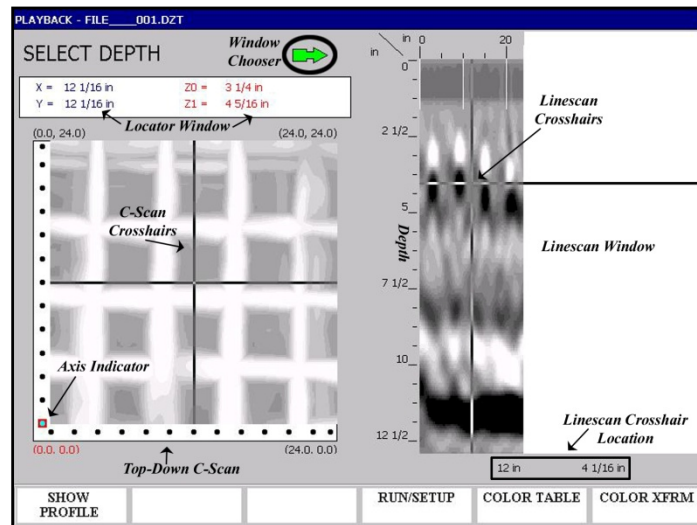 PLAYBACK - FILE____001.DZT
SELECT DEPTH
Window
Chooser
X = 12 1/16 in
Z0 = 3 1/4 in
Y = 12 1/16 in
Z1 = 4 5/16 in
Locator Window
(0.0, 24.0)
(24.0, 24.0)
C-Scan
Crosshairs
Axis Indicator
(0.0, 0.0)
(24.0, 0.0)
Top-Down C-Scan
in
in
0
20
0
2 1/2
5
7 1/2
10
12 1/2
Depth
Linescan
Crosshairs
Linescan Window
Linescan Crosshair
Location
12 in
4 1/16 in
SHOW
PROFILE
RUN/SETUP
COLOR TABLE
COLOR XFRM